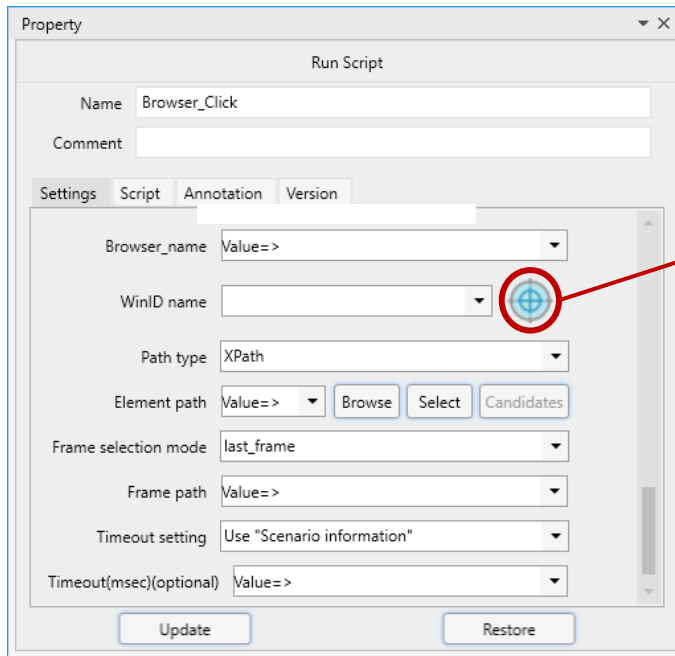 Property
Run Script
Name Browser_Click
Comment
Settings Script Annotation Version
Browser_name Value=>
WinID name
Path type XPath
Element path Value=> Browse Select Candidates
Frame selection mode last_frame
Frame path Value=>
Timeout setting Use "Scenario information"
Timeout(msec)(optional) Value=>
Update Restore